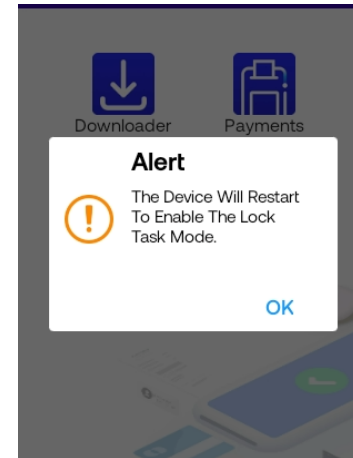 Downloader Payments
Alert
The Device Will Restart
To Enable The Lock
Task Mode.
OK